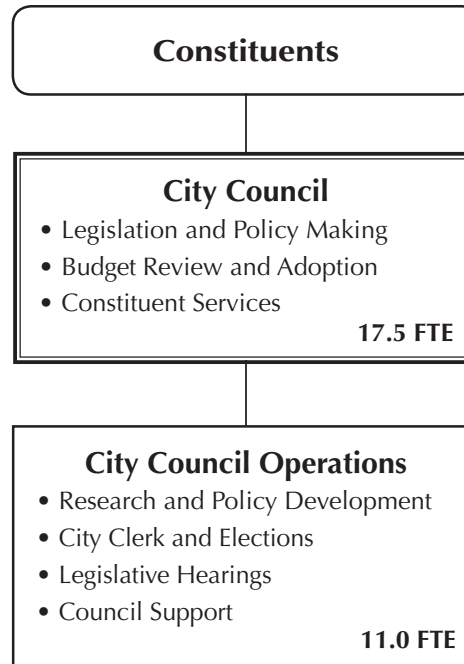 Constituents
City Council
• Legislation and Policy Making
• Budget Review and Adoption
• Constituent Services
17.5 FTE
City Council Operations
• Research and Policy Development
• City Clerk and Elections
• Legislative Hearings
• Council Support
11.0 FTE